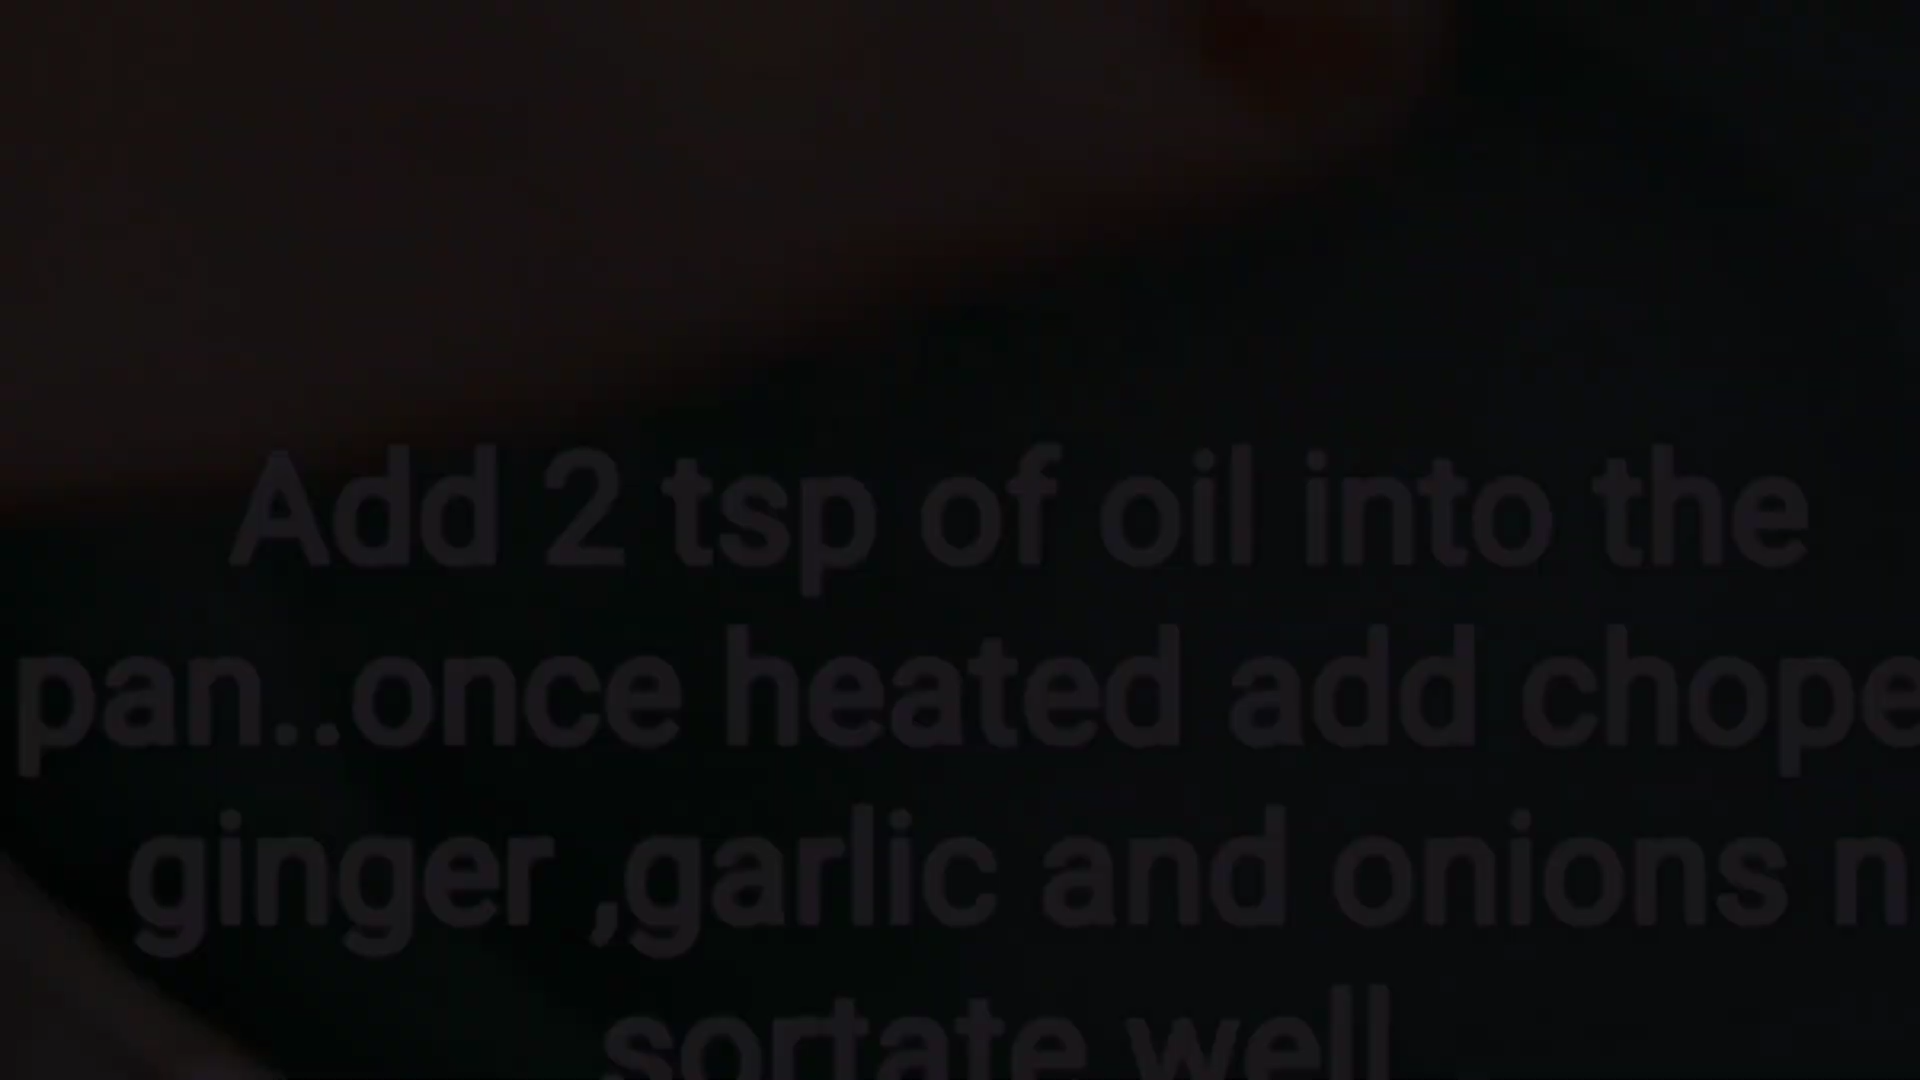 Add 2 tsp of oil into the
pan..once heated add chope
ginger ,garlic and onions n
sortate well